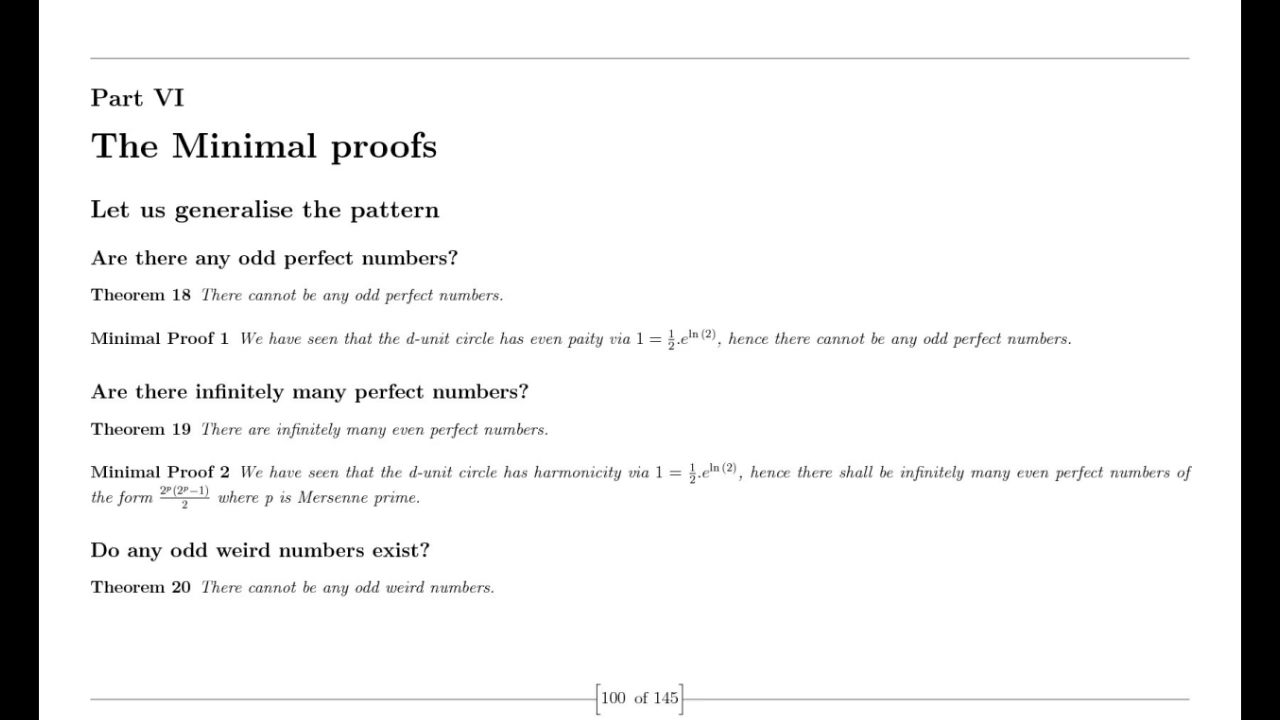 Part VI
The Minimal proofs
Let us generalise the pattern
Are there any odd perfect numbers?
Theorem 18 There cannot be any odd perfect numbers.
Minimal Proof 1 We have seen that the d-unit circle has even paity via 1 = \frac{1}{2}.e^{ln (2)}, hence there cannot be any odd perfect numbers.
Are there infinitely many perfect numbers?
Theorem 19 There are infinitely many even perfect numbers.
Minimal Proof 2 We have seen that the d-unit circle has harmonicity via 1 = \frac{1}{2}.e^{ln (2)}, hence there shall be infinitely many even perfect numbers of
the form \frac{2^p(2^p-1)}{2} where p is Mersenne prime.
Do any odd weird numbers exist?
Theorem 20 There cannot be any odd weird numbers.
[100 of 145]